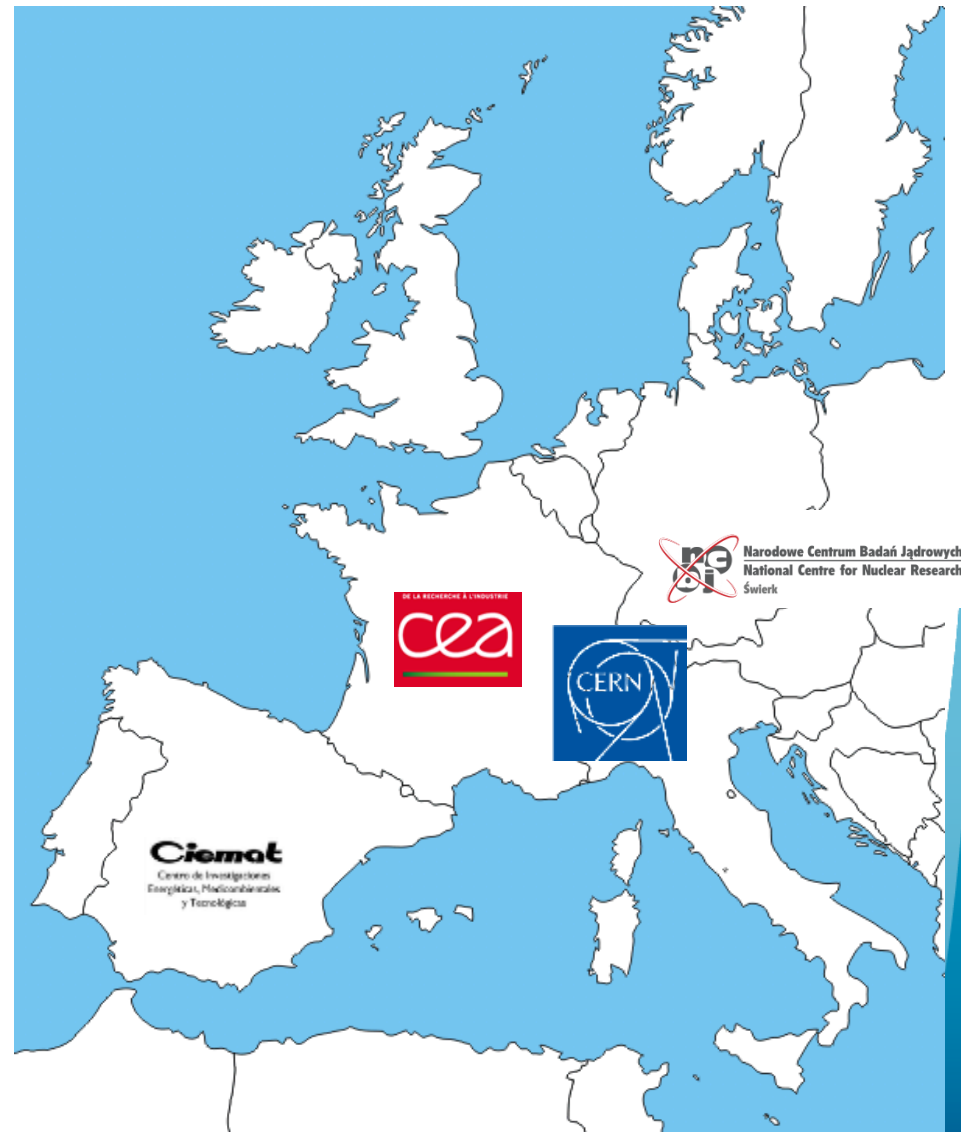 Narodowe Centrum Badań Jądrowych
National Centre for Nuclear Research
Świerk
ncbj
DE LA RECHERCHE À L'INDUSTRIE
cea
CERN
Ciemat
Centro de Investigaciones
Energéticas, Medioambientales
y Tecnológicas